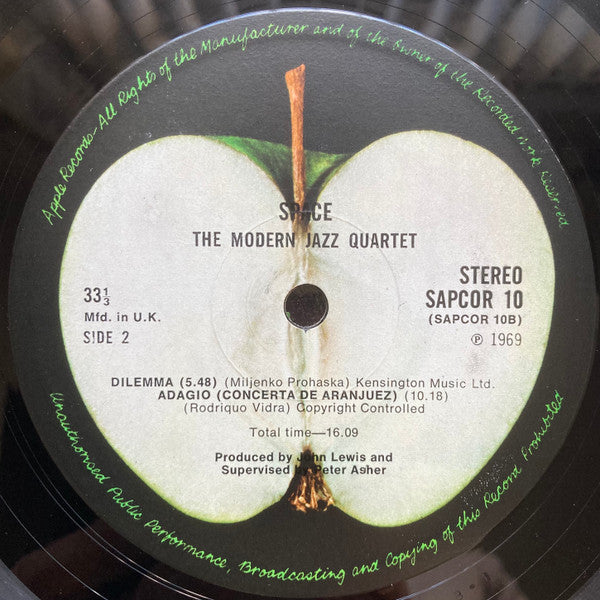 Apple Records-All Rights of the Manufacturer and of the Owner of the Recorded Work Reserved
SPACE
THE MODERN JAZZ QUARTET
33⅓
Mfd. in U.K.
SIDE 2
STEREO
SAPCOR 10
(SAPCOR 10B)
℗ 1969
DILEMMA (5.48) (Miljenko Prohaska) Kensington Music Ltd.
ADAGIO (CONCERTA DE ARANJUEZ) (10.18)
(Rodriquo Vidra) Copyright Controlled
Total time—16.09
Produced by John Lewis and
Supervised by Peter Asher
Unauthorised Public Performance, Broadcasting and Copying of this Record Prohibited